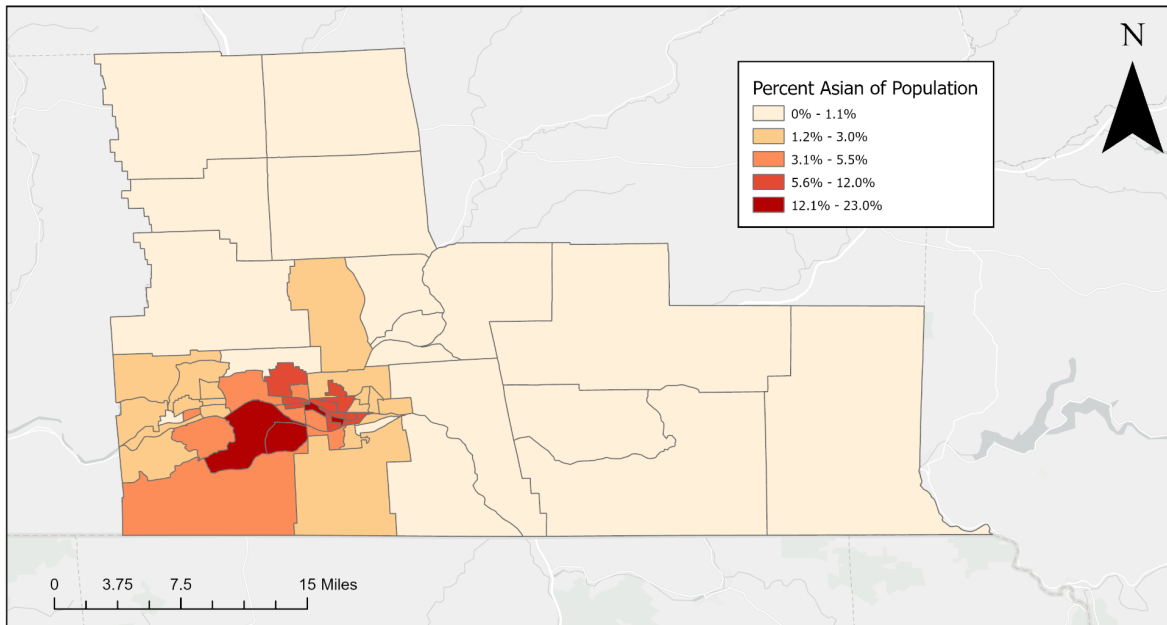 N
Percent Asian of Population
0% - 1.1%
1.2% - 3.0%
3.1% - 5.5%
5.6% - 12.0%
12.1% - 23.0%
0 3.75 7.5 15 Miles